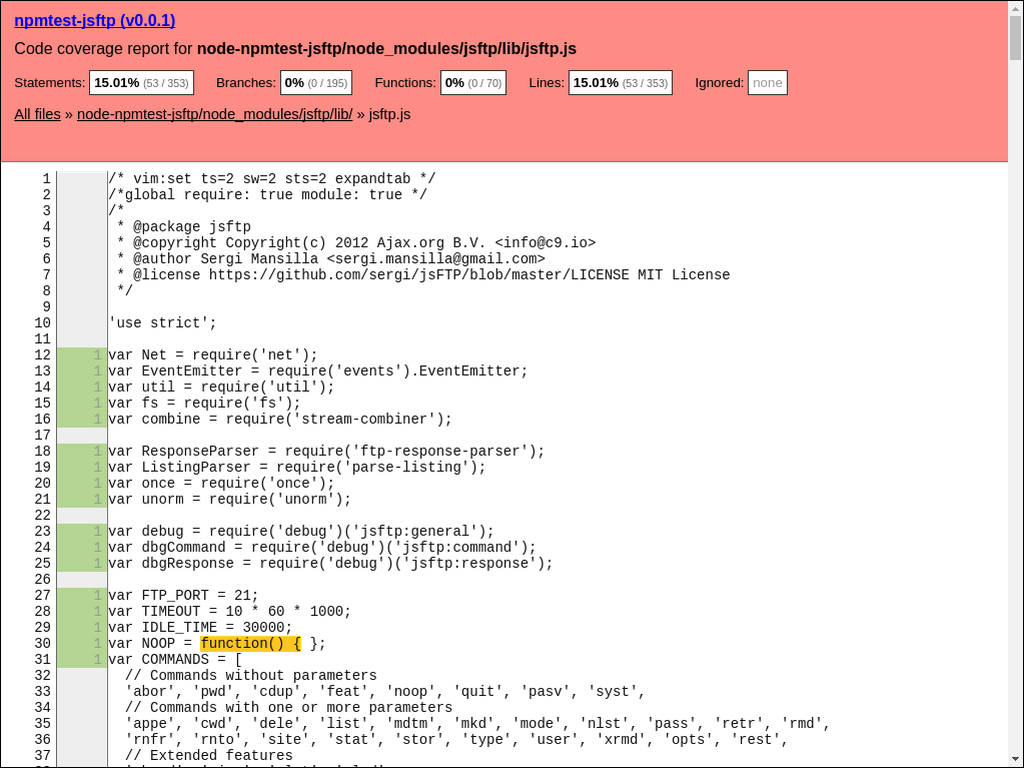 npmtest-jsftp (v0.0.1)
Code coverage report for node-npmtest-jsftp/node_modules/jsftp/lib/jsftp.js
Statements: 15.01% (53 / 353) Branches: 0% (0 / 195) Functions: 0% (0 / 70) Lines: 15.01% (53 / 353) Ignored: none
All files » node-npmtest-jsftp/node_modules/jsftp/lib/ » jsftp.js
1 /* vim:set ts=2 sw=2 sts=2 expandtab */
2 /*global require: true module: true */
3 /*
4  * @package jsftp
5  * @copyright Copyright(c) 2012 Ajax.org B.V. <info@c9.io>
6  * @author Sergi Mansilla <sergi.mansilla@gmail.com>
7  * @license https://github.com/sergi/jsFTP/blob/master/LICENSE MIT License
8  */
9
10 'use strict';
11
12 1 var Net = require('net');
13 1 var EventEmitter = require('events').EventEmitter;
14 1 var util = require('util');
15 1 var fs = require('fs');
16 1 var combine = require('stream-combiner');
17
18 1 var ResponseParser = require('ftp-response-parser');
19 1 var ListingParser = require('parse-listing');
20 1 var once = require('once');
21 1 var unorm = require('unorm');
22
23 1 var debug = require('debug')('jsftp:general');
24 1 var dbgCommand = require('debug')('jsftp:command');
25 1 var dbgResponse = require('debug')('jsftp:response');
26
27 1 var FTP_PORT = 21;
28 1 var TIMEOUT = 10 * 60 * 1000;
29 1 var IDLE_TIME = 30000;
30 1 var NOOP = function() { };
31 1 var COMMANDS = [
32   // Commands without parameters
33   'abor', 'pwd', 'cdup', 'feat', 'noop', 'quit', 'pasv', 'syst',
34   // Commands with one or more parameters
35   'appe', 'cwd', 'dele', 'list', 'mdtm', 'mkd', 'mode', 'nlst', 'pass', 'retr', 'rmd',
36   'rnfr', 'rnto', 'site', 'stat', 'stor', 'type', 'user', 'xrmd', 'opts', 'rest',
37   // Extended features